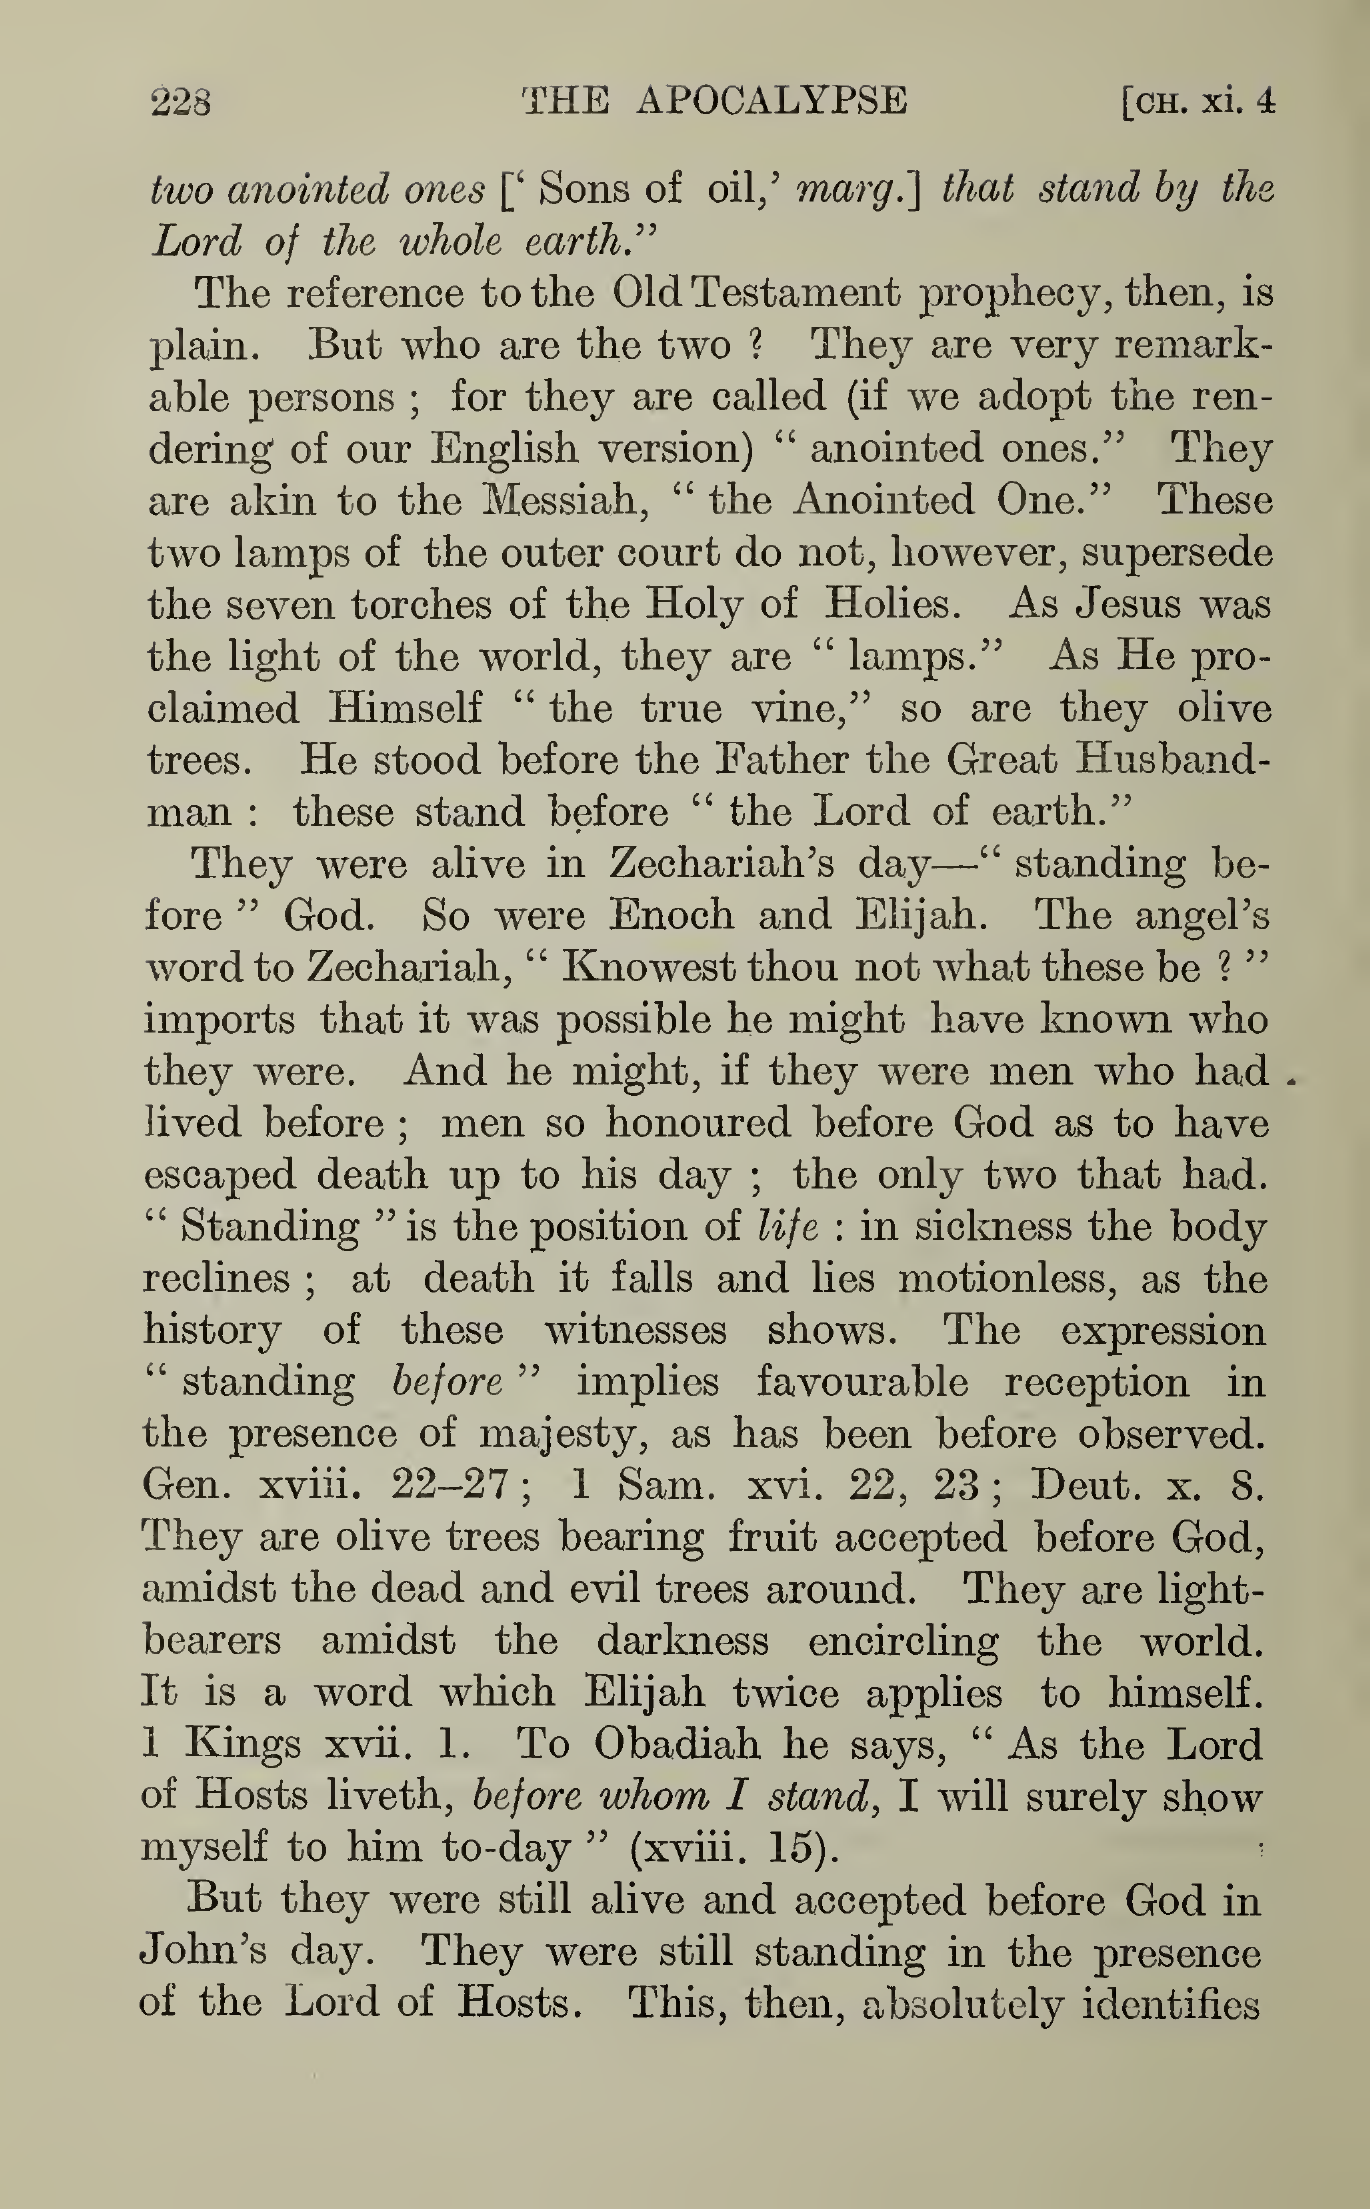 228 THE APOCALYPSE [CH. xi. 4
two anointed ones [‘ Sons of oil,’ marg.] that stand by the
Lord of the whole earth.”
The reference to the Old Testament prophecy, then, is
plain. But who are the two ? They are very remark-
able persons ; for they are called (if we adopt the ren-
dering of our English version) “ anointed ones.” They
are akin to the Messiah, “ the Anointed One.” These
two lamps of the outer court do not, however, supersede
the seven torches of the Holy of Holies. As Jesus was
the light of the world, they are “ lamps.” As He pro-
claimed Himself “ the true vine,” so are they olive
trees. He stood before the Father the Great Husband-
man : these stand before “ the Lord of earth.”
They were alive in Zechariah’s day—“ standing be-
fore ” God. So were Enoch and Elijah. The angel’s
word to Zechariah, “ Knowest thou not what these be ? ”
imports that it was possible he might have known who
they were. And he might, if they were men who had
lived before ; men so honoured before God as to have
escaped death up to his day ; the only two that had.
“ Standing ” is the position of life : in sickness the body
reclines ; at death it falls and lies motionless, as the
history of these witnesses shows. The expression
“ standing before ” implies favourable reception in
the presence of majesty, as has been before observed.
Gen. xviii. 22–27 ; 1 Sam. xvi. 22, 23 ; Deut. x. 8.
They are olive trees bearing fruit accepted before God,
amidst the dead and evil trees around. They are light-
bearers amidst the darkness encircling the world.
It is a word which Elijah twice applies to himself.
1 Kings xvii. 1. To Obadiah he says, “ As the Lord
of Hosts liveth, before whom I stand, I will surely show
myself to him to-day ” (xviii. 15).
But they were still alive and accepted before God in
John’s day. They were still standing in the presence
of the Lord of Hosts. This, then, absolutely identifies